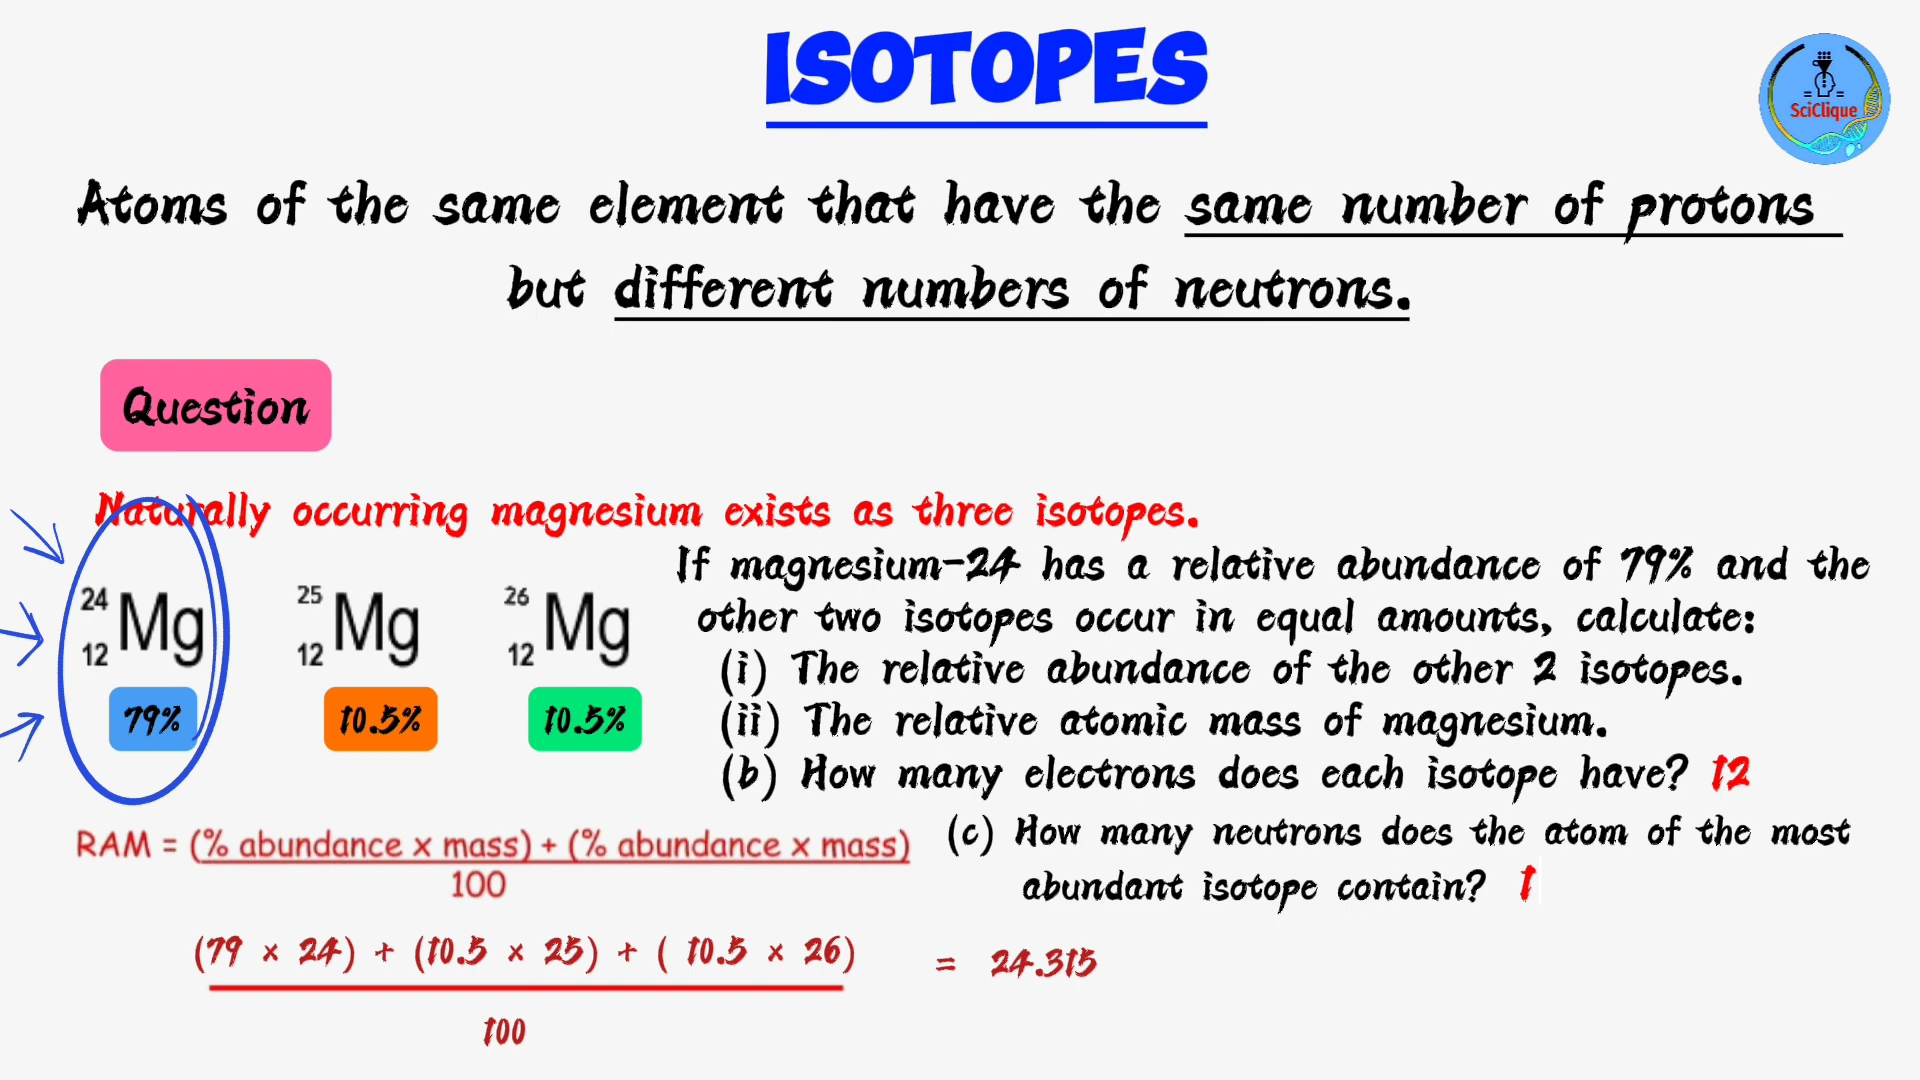 ISOTOPES
SciClique
Atoms of the same element that have the same number of protons
but different numbers of neutrons.
Question
Naturally occurring magnesium exists as three isotopes.
24 12 Mg
25 12 Mg
26 12 Mg
79%
10.5%
10.5%
If magnesium-24 has a relative abundance of 79% and the
other two isotopes occur in equal amounts, calculate:
(i) The relative abundance of the other 2 isotopes.
(ii) The relative atomic mass of magnesium.
(b) How many electrons does each isotope have? 12
(c) How many neutrons does the atom of the most
abundant isotope contain? 1
RAM = (% abundance x mass) + (% abundance x mass)
100
(79 × 24) + (10.5 × 25) + ( 10.5 × 26) = 24.315
100